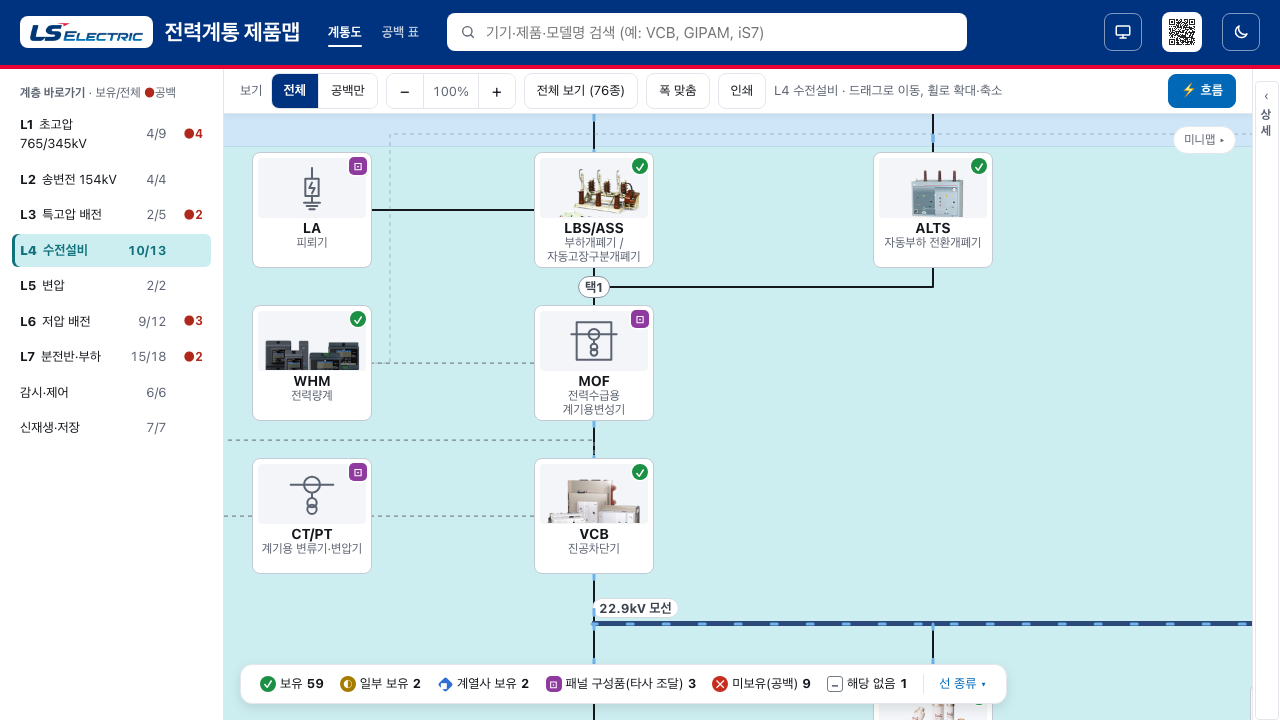 LS ELECTRIC 전력계통 제품맵 계통도 공백 표 기기·제품·모델명 검색 (예: VCB, GIPAM, iS7)
계층 바로가기 · 보유/전체 공백
보기 전체 공백만 − 100% + 전체 보기 (76종) 폭 맞춤 인쇄 L4 수전설비 · 드래그로 이동, 휠로 확대·축소 ⚡ 흐름
L1 초고압
765/345kV 4/9 4
L2 송변전 154kV 4/4
L3 특고압 배전 2/5 2
L4 수전설비 10/13
L5 변압 2/2
L6 저압 배전 9/12 3
L7 분전반·부하 15/18 2
감시·제어 6/6
신재생·저장 7/7
‹
상
세
미니맵 ▸
LA
피뢰기
LBS/ASS
부하개폐기 /
자동고장구분개폐기
ALTS
자동부하 전환개폐기
택1
WHM
전력량계
MOF
전력수급용
계기용변성기
CT/PT
계기용 변류기·변압기
VCB
진공차단기
22.9kV 모선
보유 59 일부 보유 2 계열사 보유 2 패널 구성품(타사 조달) 3 미보유(공백) 9 해당 없음 1 선 종류 ▾